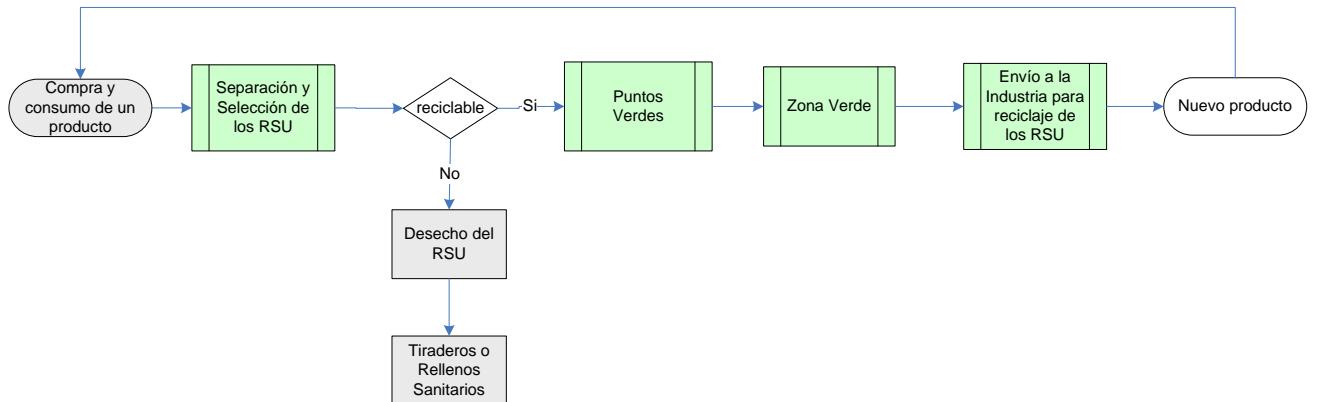 Compra y
consumo de un
producto
Separación y
Selección de
los RSU
reciclable
Si
Puntos
Verdes
Zona Verde
Envío a la
Industria para
reciclaje de
los RSU
Nuevo producto
No
Desecho del
RSU
Tiraderos o
Rellenos
Sanitarios